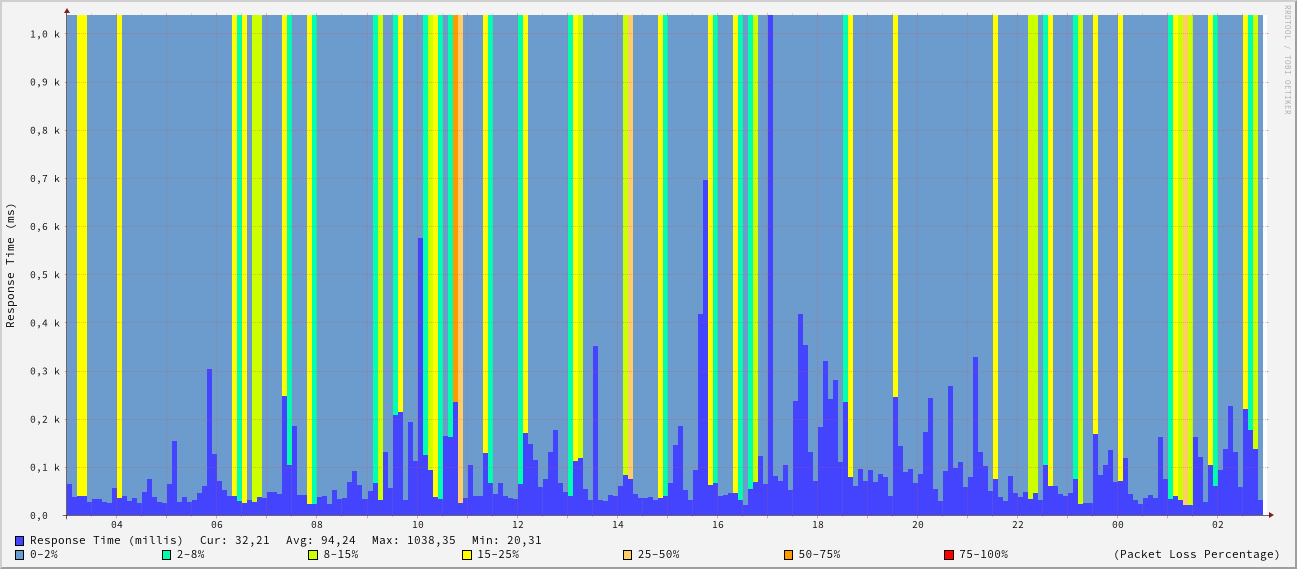 RRDTOOL / TOBI OETIKER
Response Time (ms)
1,0 k
0,9 k
0,8 k
0,7 k
0,6 k
0,5 k
0,4 k
0,3 k
0,2 k
0,1 k
0,0
04 06 08 10 12 14 16 18 20 22 00 02
Response Time (millis) Cur: 32,21 Avg: 94,24 Max: 1038,35 Min: 20,31
0-2% 2-8% 8-15% 15-25% 25-50% 50-75% 75-100% (Packet Loss Percentage)